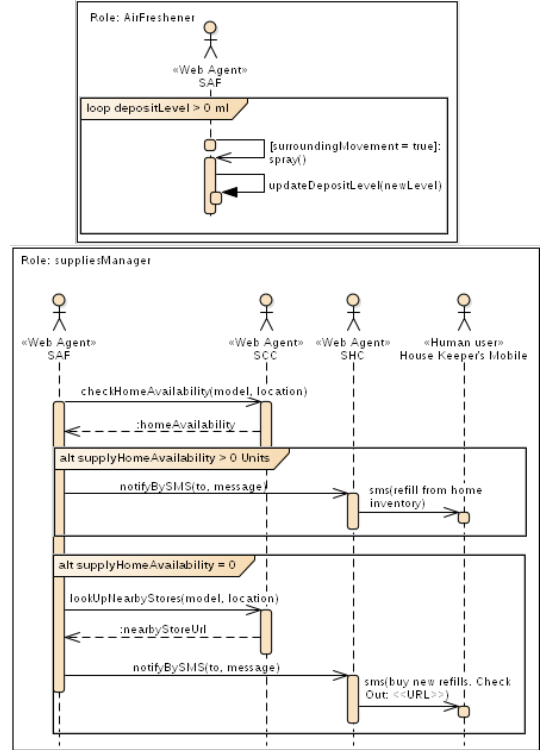 Role: AirFreshener
«Web Agent»
SAF
loop depositLevel > 0 ml
[surroundingMovement = true]:
spray()
updateDepositLevel(newLevel)
Role: suppliesManager
«Web Agent»
SAF
«Web Agent»
SCC
«Web Agent»
SHC
«Human user»
House Keeper's Mobile
checkHomeAvailability(model, location)
:homeAvailability
alt supplyHomeAvailability > 0 Units
notifyBySMS(to, message)
sms(refill from home
inventory)
alt supplyHomeAvailability = 0
lookUpNearbyStores(model, location)
:nearbyStoreUrl
notifyBySMS(to, message)
sms(buy new refills. Check
Out: <<URL>>)